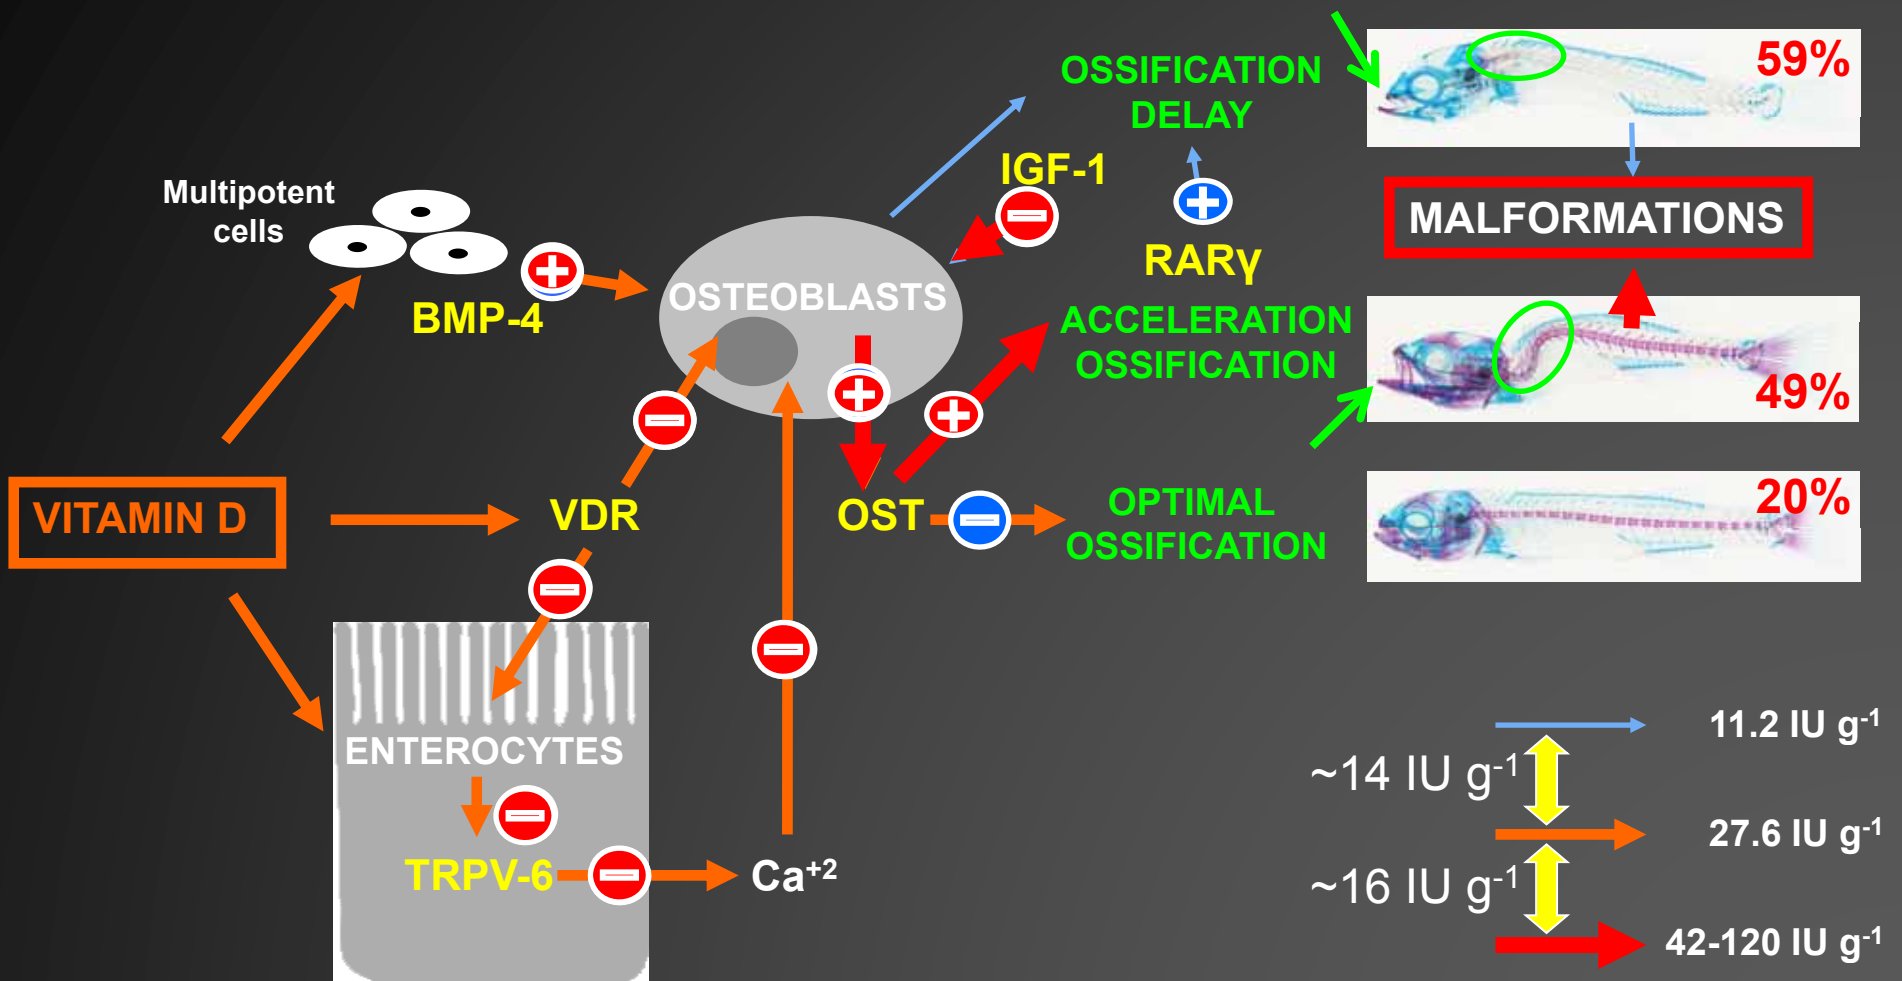 OSSIFICATION
DELAY
59%
IGF-1
Multipotent
cells
MALFORMATIONS
RARγ
BMP-4
OSTEOBLASTS
ACCELERATION
OSSIFICATION
49%
VITAMIN D
VDR
OST
OPTIMAL
OSSIFICATION
20%
ENTEROCYTES
TRPV-6
Ca⁺²
11.2 IU g⁻¹
~14 IU g⁻¹
27.6 IU g⁻¹
~16 IU g⁻¹
42-120 IU g⁻¹